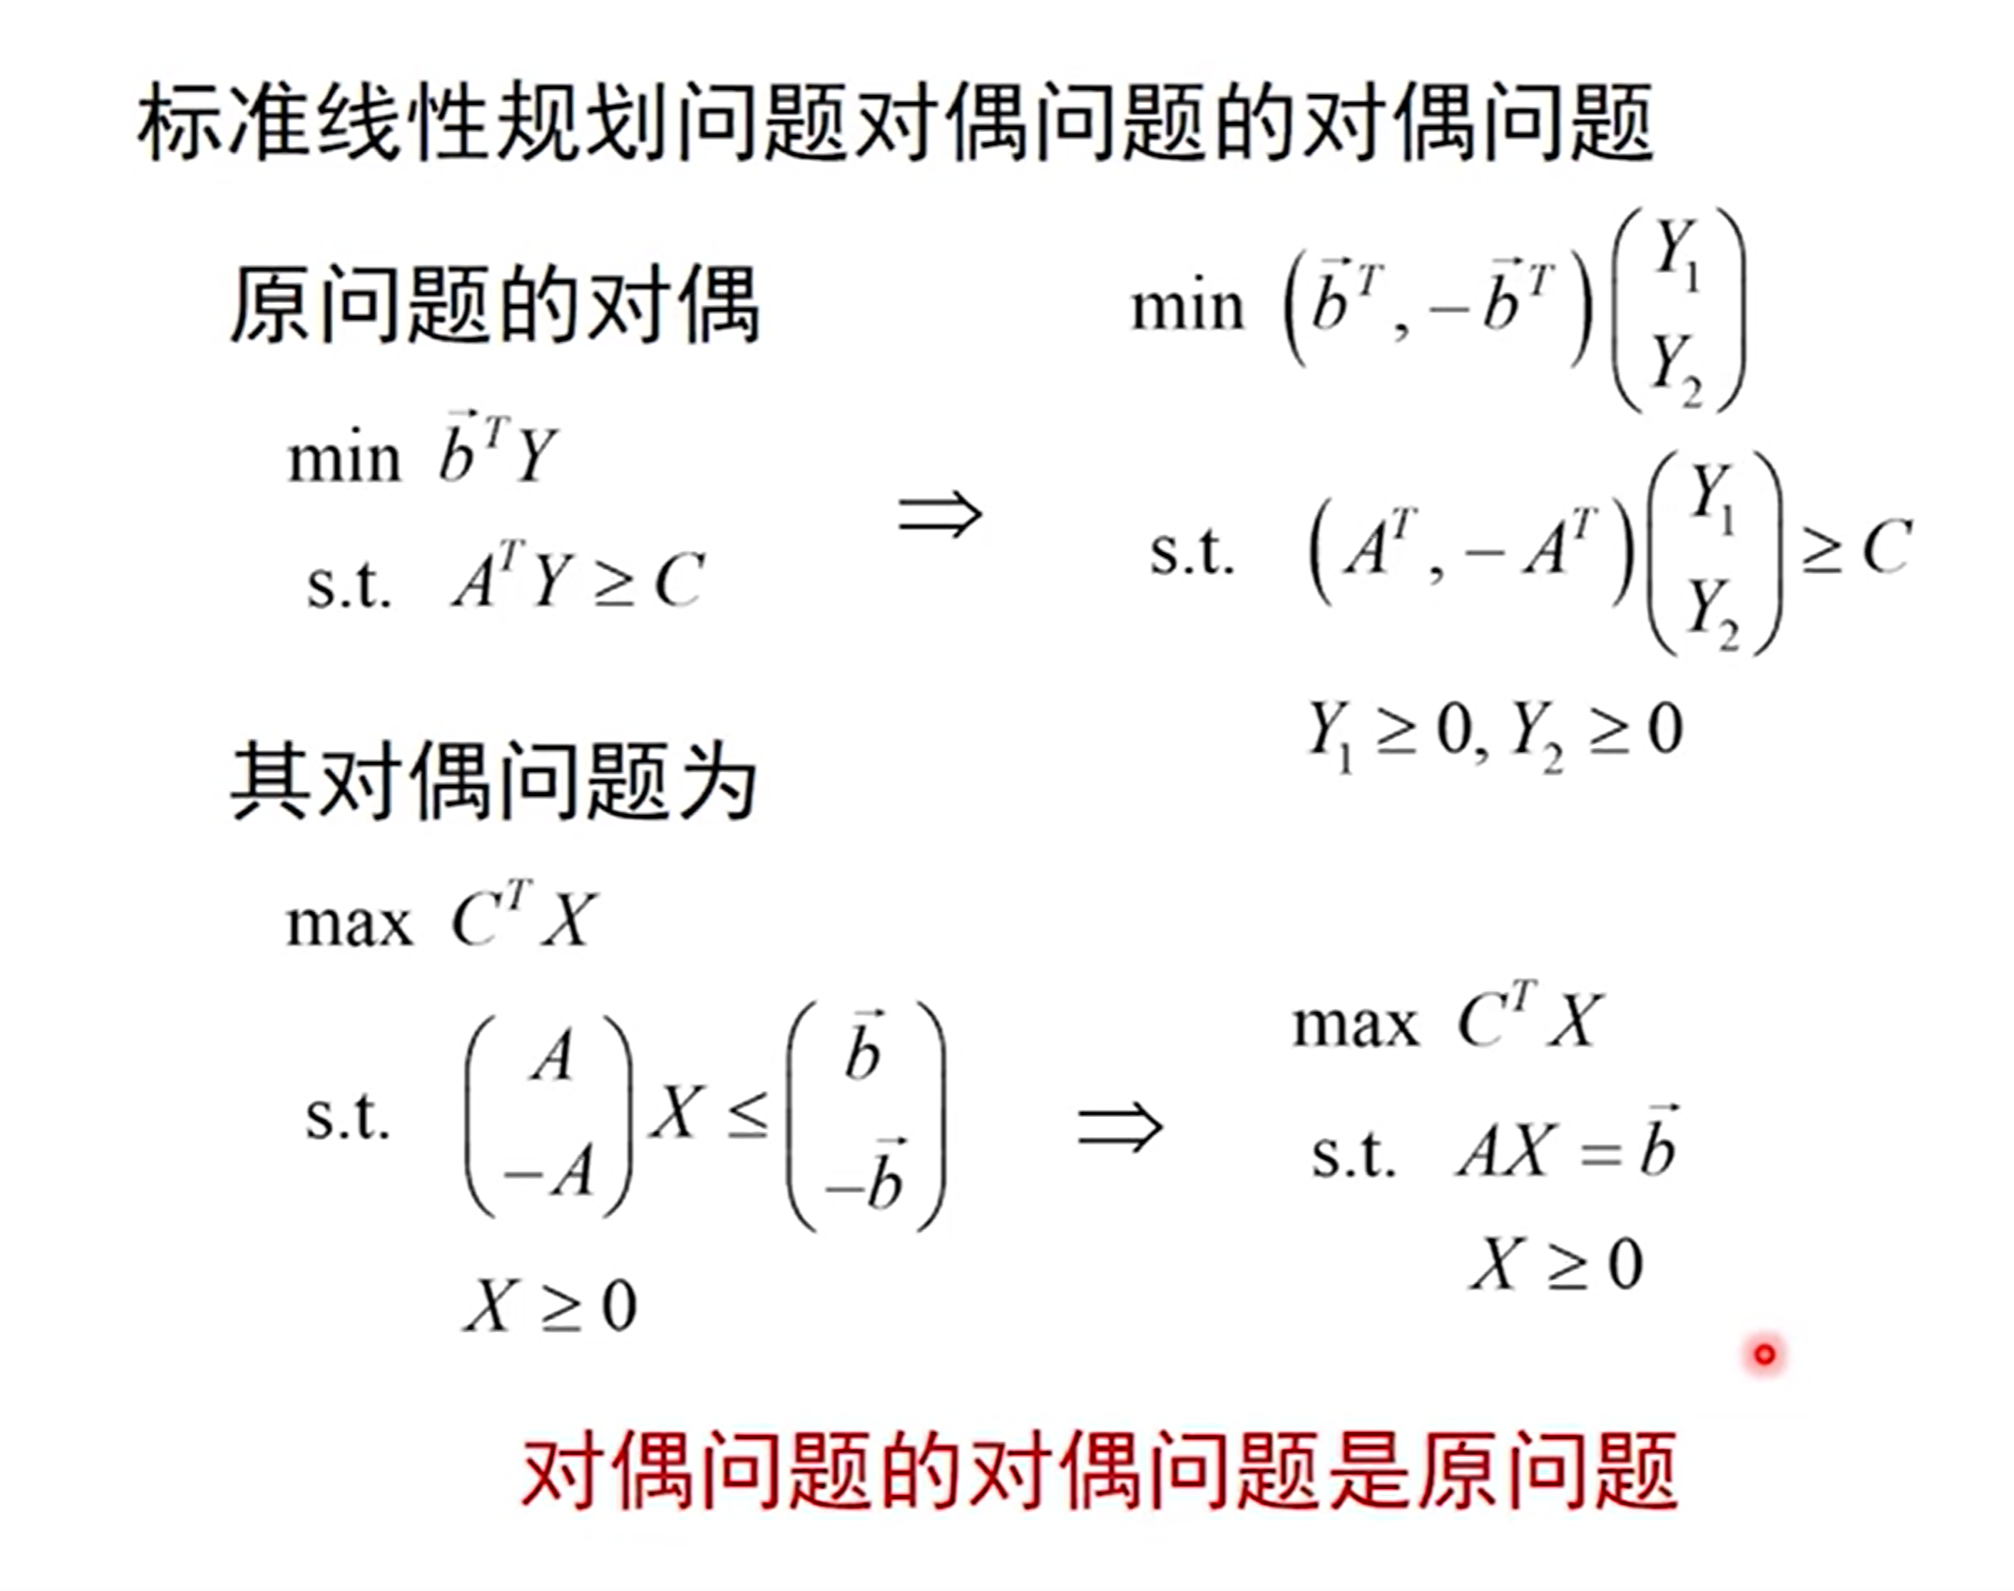 标准线性规划问题对偶问题的对偶问题
原问题的对偶
min $\vec{b}^T Y$
s.t. $A^T Y \geq C$
⇒
min $\left(\vec{b}^T, -\vec{b}^T\right)\begin{pmatrix} Y_1 \\ Y_2 \end{pmatrix}$
s.t. $\left(A^T, -A^T\right)\begin{pmatrix} Y_1 \\ Y_2 \end{pmatrix} \geq C$
$Y_1 \geq 0, Y_2 \geq 0$
其对偶问题为
max $C^T X$
s.t. $\begin{pmatrix} A \\ -A \end{pmatrix} X \leq \begin{pmatrix} \vec{b} \\ -\vec{b} \end{pmatrix}$
$X \geq 0$
⇒
max $C^T X$
s.t. $AX = \vec{b}$
$X \geq 0$
对偶问题的对偶问题是原问题